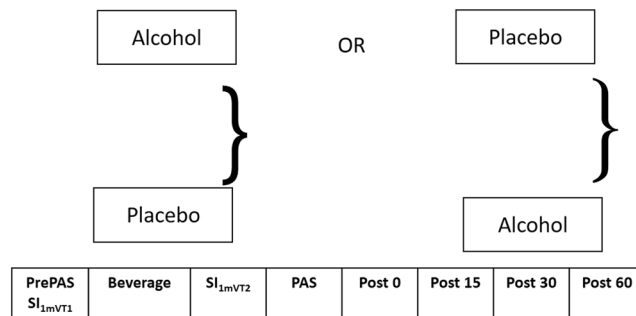 Alcohol OR Placebo
Placebo Alcohol
PrePAS Beverage SI1mVT2 PAS Post 0 Post 15 Post 30 Post 60
SI1mVT1